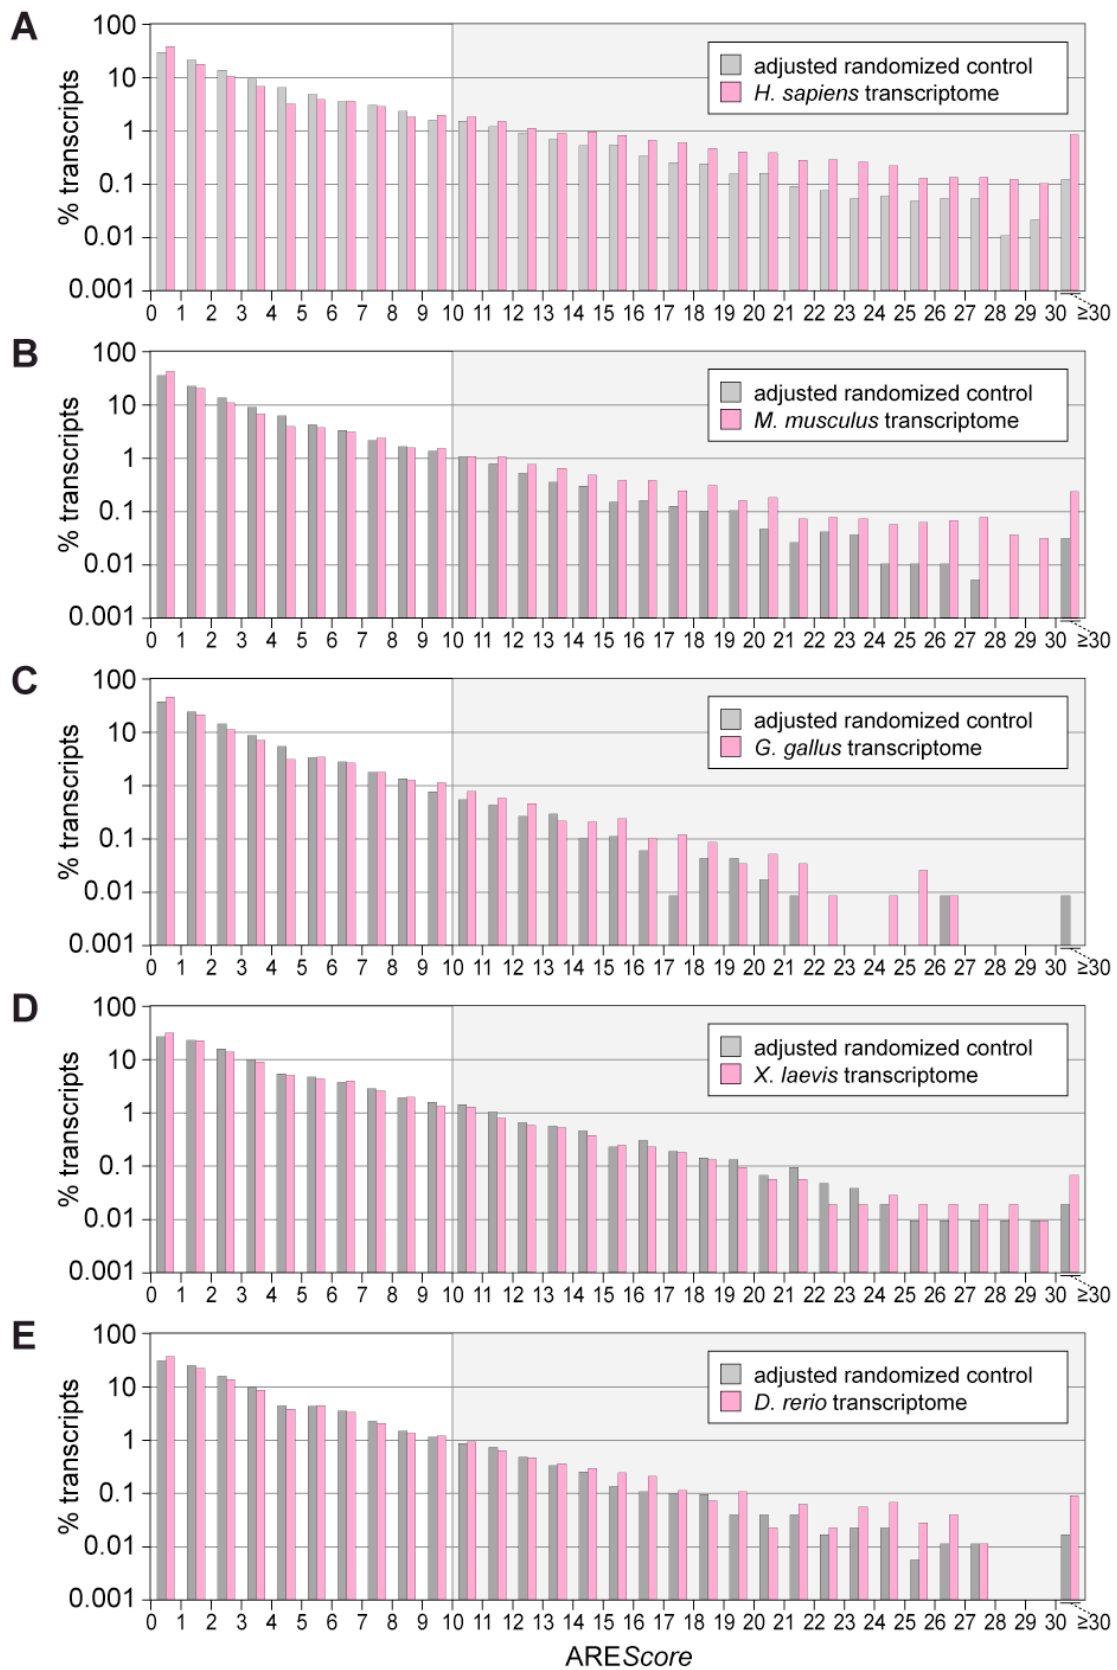 A
100
10
1
0.1
0.01
0.001
% transcripts
adjusted randomized control
H. sapiens transcriptome
0 1 2 3 4 5 6 7 8 9 10 11 12 13 14 15 16 17 18 19 20 21 22 23 24 25 26 27 28 29 30 ≥30
B
100
10
1
0.1
0.01
0.001
% transcripts
adjusted randomized control
M. musculus transcriptome
0 1 2 3 4 5 6 7 8 9 10 11 12 13 14 15 16 17 18 19 20 21 22 23 24 25 26 27 28 29 30 ≥30
C
100
10
1
0.1
0.01
0.001
% transcripts
adjusted randomized control
G. gallus transcriptome
0 1 2 3 4 5 6 7 8 9 10 11 12 13 14 15 16 17 18 19 20 21 22 23 24 25 26 27 28 29 30 ≥30
D
100
10
1
0.1
0.01
0.001
% transcripts
adjusted randomized control
X. laevis transcriptome
0 1 2 3 4 5 6 7 8 9 10 11 12 13 14 15 16 17 18 19 20 21 22 23 24 25 26 27 28 29 30 ≥30
E
100
10
1
0.1
0.01
0.001
% transcripts
adjusted randomized control
D. rerio transcriptome
0 1 2 3 4 5 6 7 8 9 10 11 12 13 14 15 16 17 18 19 20 21 22 23 24 25 26 27 28 29 30 ≥30
AREScore